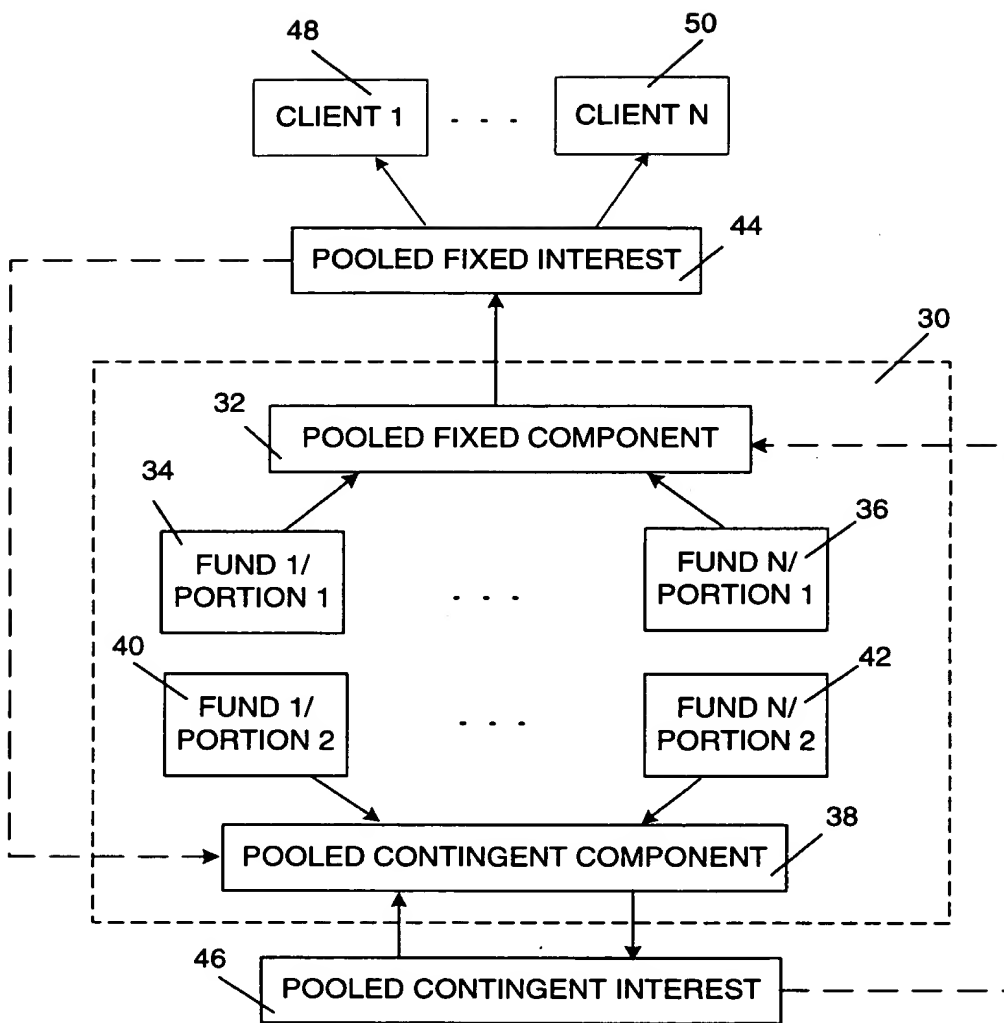 48
50
CLIENT 1
. . .
CLIENT N
44
POOLED FIXED INTEREST
30
32
POOLED FIXED COMPONENT
34
36
FUND 1/
PORTION 1
. . .
FUND N/
PORTION 1
40
42
FUND 1/
PORTION 2
. . .
FUND N/
PORTION 2
38
POOLED CONTINGENT COMPONENT
46
POOLED CONTINGENT INTEREST